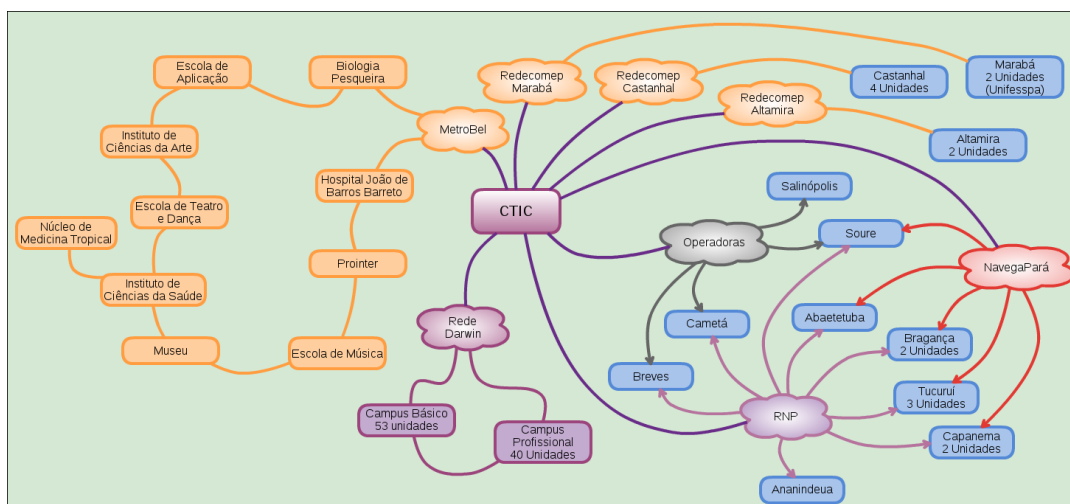 Escola de
Aplicação
Biologia
Pesqueira
Redecomep
Marabá
Redecomep
Castanhal
Castanhal
4 Unidades
Marabá
2 Unidades
(Unifesspa)
Redecomep
Altamira
Altamira
2 Unidades
MetroBel
Instituto de
Ciências da Arte
Hospital João de
Barros Barreto
Escola de Teatro
e Dança
Núcleo de
Medicina Tropical
CTIC
Salinópolis
Operadoras
Soure
NavegaPará
Prointer
Instituto de
Ciências da Saúde
Rede
Darwin
Cametá
Abaetetuba
Bragança
2 Unidades
Museu
Escola de Música
Breves
Tucuruí
3 Unidades
Campus Básico
53 unidades
RNP
Campus
Profissional
40 Unidades
Capanema
2 Unidades
Ananindeua